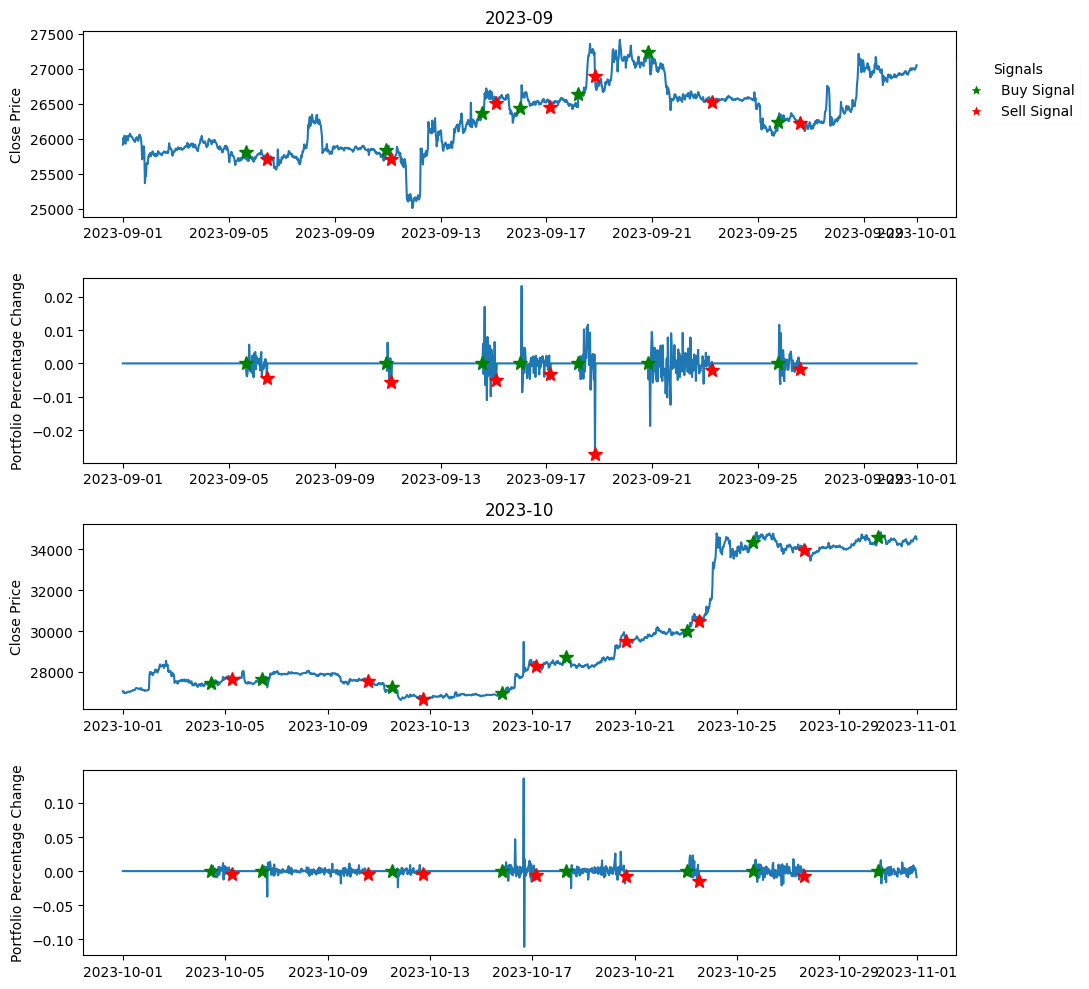 2023-09
27500
27000
26500
26000
25500
25000
Close Price
Signals
Buy Signal
Sell Signal
2023-09-01 2023-09-05 2023-09-09 2023-09-13 2023-09-17 2023-09-21 2023-09-25 2023-09-29 2023-10-01
0.02
0.01
0.00
−0.01
−0.02
Portfolio Percentage Change
2023-09-01 2023-09-05 2023-09-09 2023-09-13 2023-09-17 2023-09-21 2023-09-25 2023-09-29 2023-10-01
2023-10
34000
32000
30000
28000
Close Price
2023-10-01 2023-10-05 2023-10-09 2023-10-13 2023-10-17 2023-10-21 2023-10-25 2023-10-29 2023-11-01
0.10
0.05
0.00
−0.05
−0.10
Portfolio Percentage Change
2023-10-01 2023-10-05 2023-10-09 2023-10-13 2023-10-17 2023-10-21 2023-10-25 2023-10-29 2023-11-01